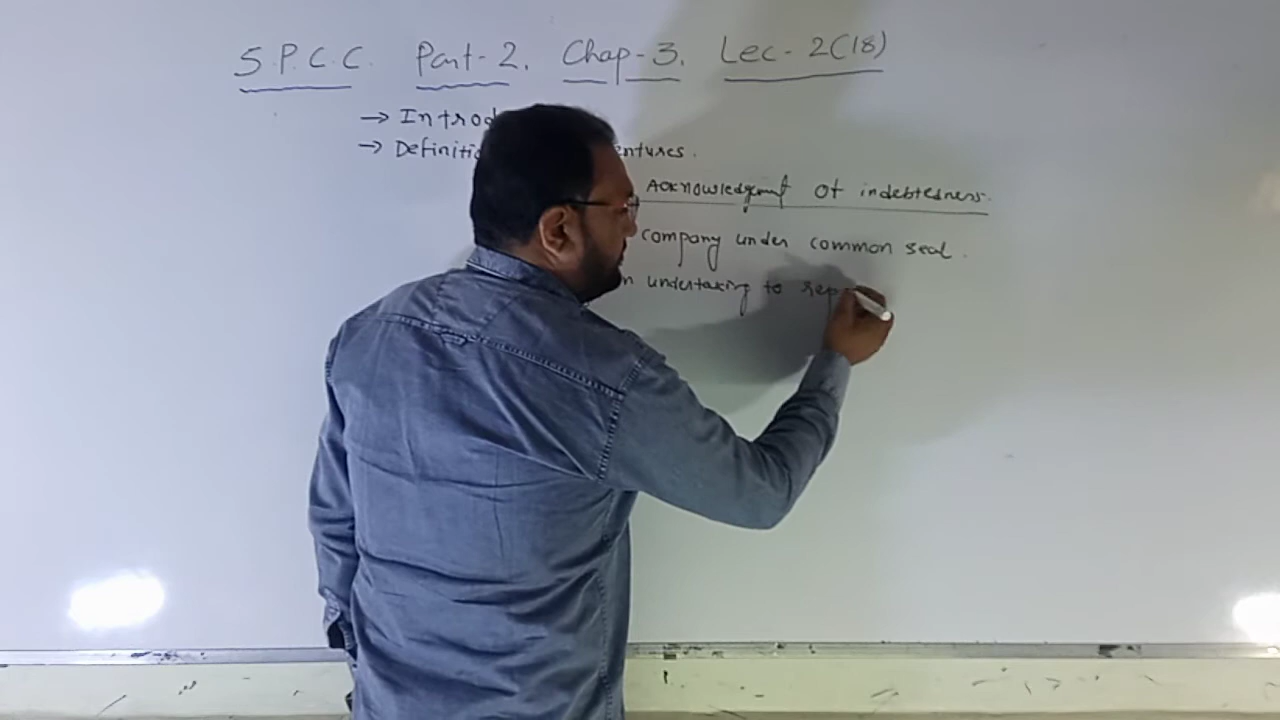 S.P.C.C. Part-2. Chap-3. Lec-2(18)
→ Introd
→ Definitio entures.
Acknowledgement of indebtedness.
company under common seal.
n undertaking to rep